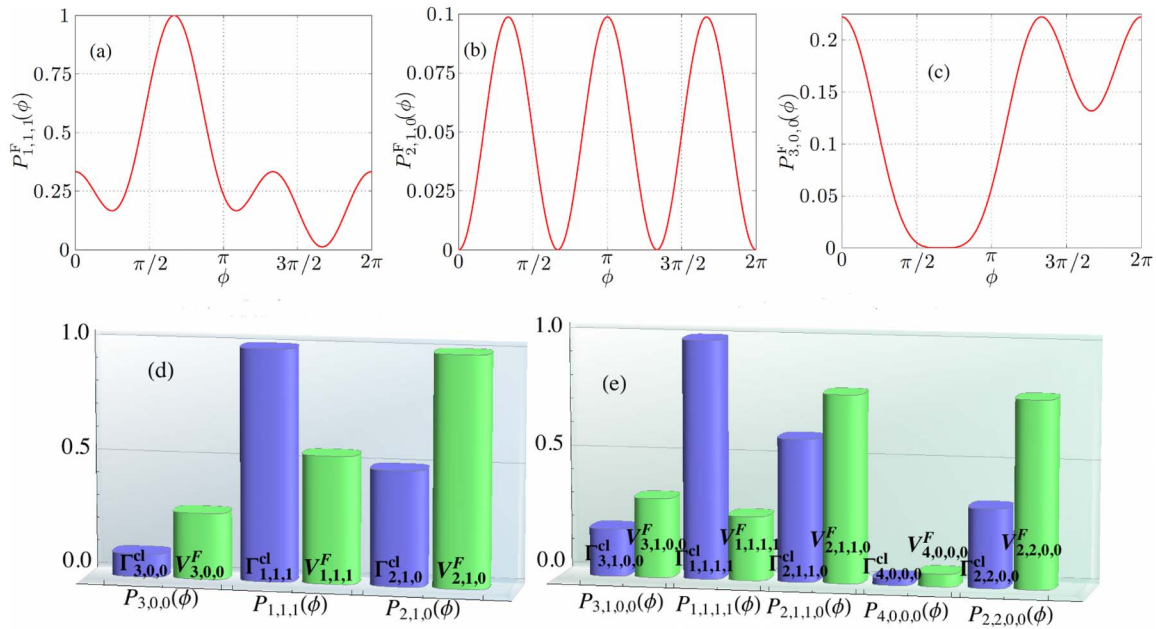 (a)
1
0.75
0.5
0.25
0
P^F_{1,1,1}(ϕ)
0 π/2 π 3π/2 2π
ϕ
(b)
0.1
0.075
0.05
0.025
0
P^F_{2,1,0}(ϕ)
0 π/2 π 3π/2 2π
ϕ
(c)
0.2
0.15
0.1
0.05
0
P^F_{3,0,0}(ϕ)
0 π/2 π 3π/2 2π
ϕ
(d)
1.0
0.5
0.0
Γ^{cl}_{3,0,0} V^F_{3,0,0} Γ^{cl}_{1,1,1} V^F_{1,1,1} Γ^{cl}_{2,1,0} V^F_{2,1,0}
P_{3,0,0}(ϕ) P_{1,1,1}(ϕ) P_{2,1,0}(ϕ)
(e)
1.0
0.5
0.0
Γ^{cl}_{3,1,0,0} V^F_{3,1,0,0} Γ^{cl}_{1,1,1,1} V^F_{1,1,1,1} Γ^{cl}_{2,1,1,0} V^F_{2,1,1,0} Γ^{cl}_{4,0,0,0} V^F_{4,0,0,0} Γ^{cl}_{2,2,0,0} V^F_{2,2,0,0}
P_{3,1,0,0}(ϕ) P_{1,1,1,1}(ϕ) P_{2,1,1,0}(ϕ) P_{4,0,0,0}(ϕ) P_{2,2,0,0}(ϕ)